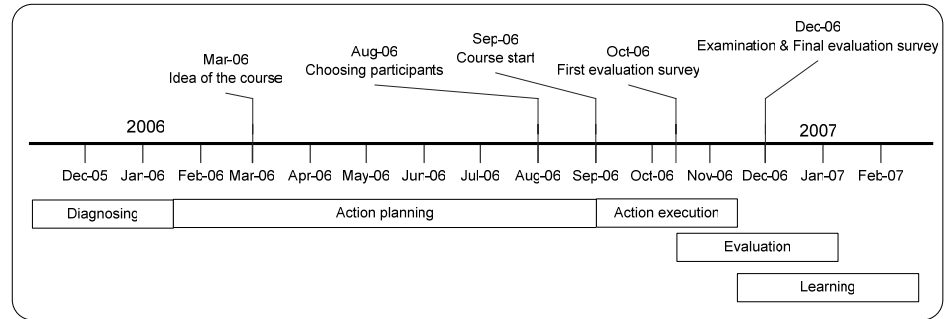 Dec-06
Examination & Final evaluation survey
Sep-06
Course start
Oct-06
First evaluation survey
Aug-06
Choosing participants
Mar-06
Idea of the course
2006
2007
Dec-05 Jan-06 Feb-06 Mar-06 Apr-06 May-06 Jun-06 Jul-06 Aug-06 Sep-06 Oct-06 Nov-06 Dec-06 Jan-07 Feb-07
Diagnosing
Action planning
Action execution
Evaluation
Learning